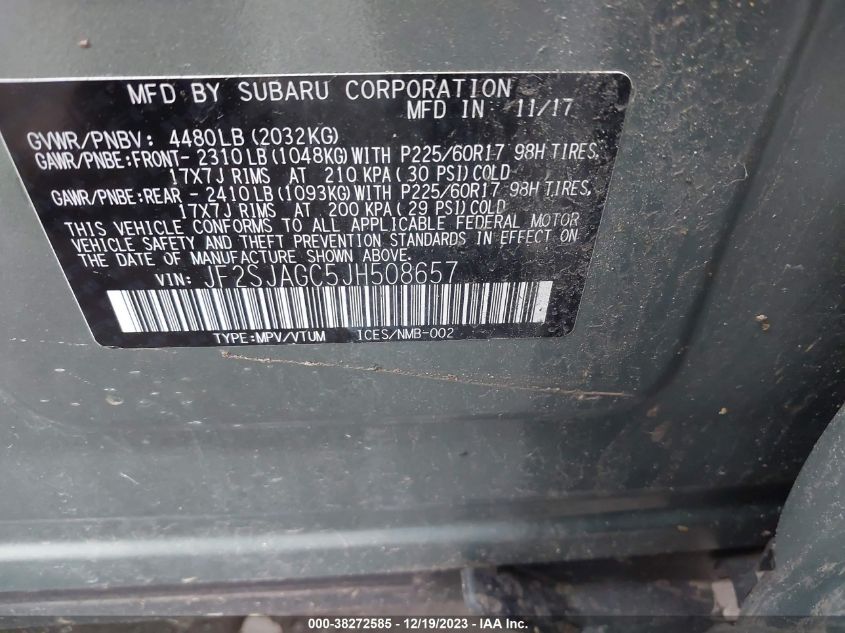 MFD BY SUBARU CORPORATION
MFD IN 11/17
GVWR/PNBV: 4480LB(2032KG)
GAWR/PNBE:FRONT- 2310LB(1048KG)WITH P225/60R17 98H TIRES,
17X7J RIMS AT 210 KPA(30 PSI)COLD
GAWR/PNBE:REAR - 2410LB(1093KG)WITH P225/60R17 98H TIRES,
17X7J RIMS AT 200 KPA(29 PSI)COLD
THIS VEHICLE CONFORMS TO ALL APPLICABLE FEDERAL MOTOR
VEHICLE SAFETY AND THEFT PREVENTION STANDARDS IN EFFECT ON
THE DATE OF MANUFACTURE SHOWN ABOVE.
VIN: JF2SJAGC5JH508657
TYPE:MPV/VTUM ICES/NMB-002
000-38272585 - 12/19/2023 - IAA Inc.